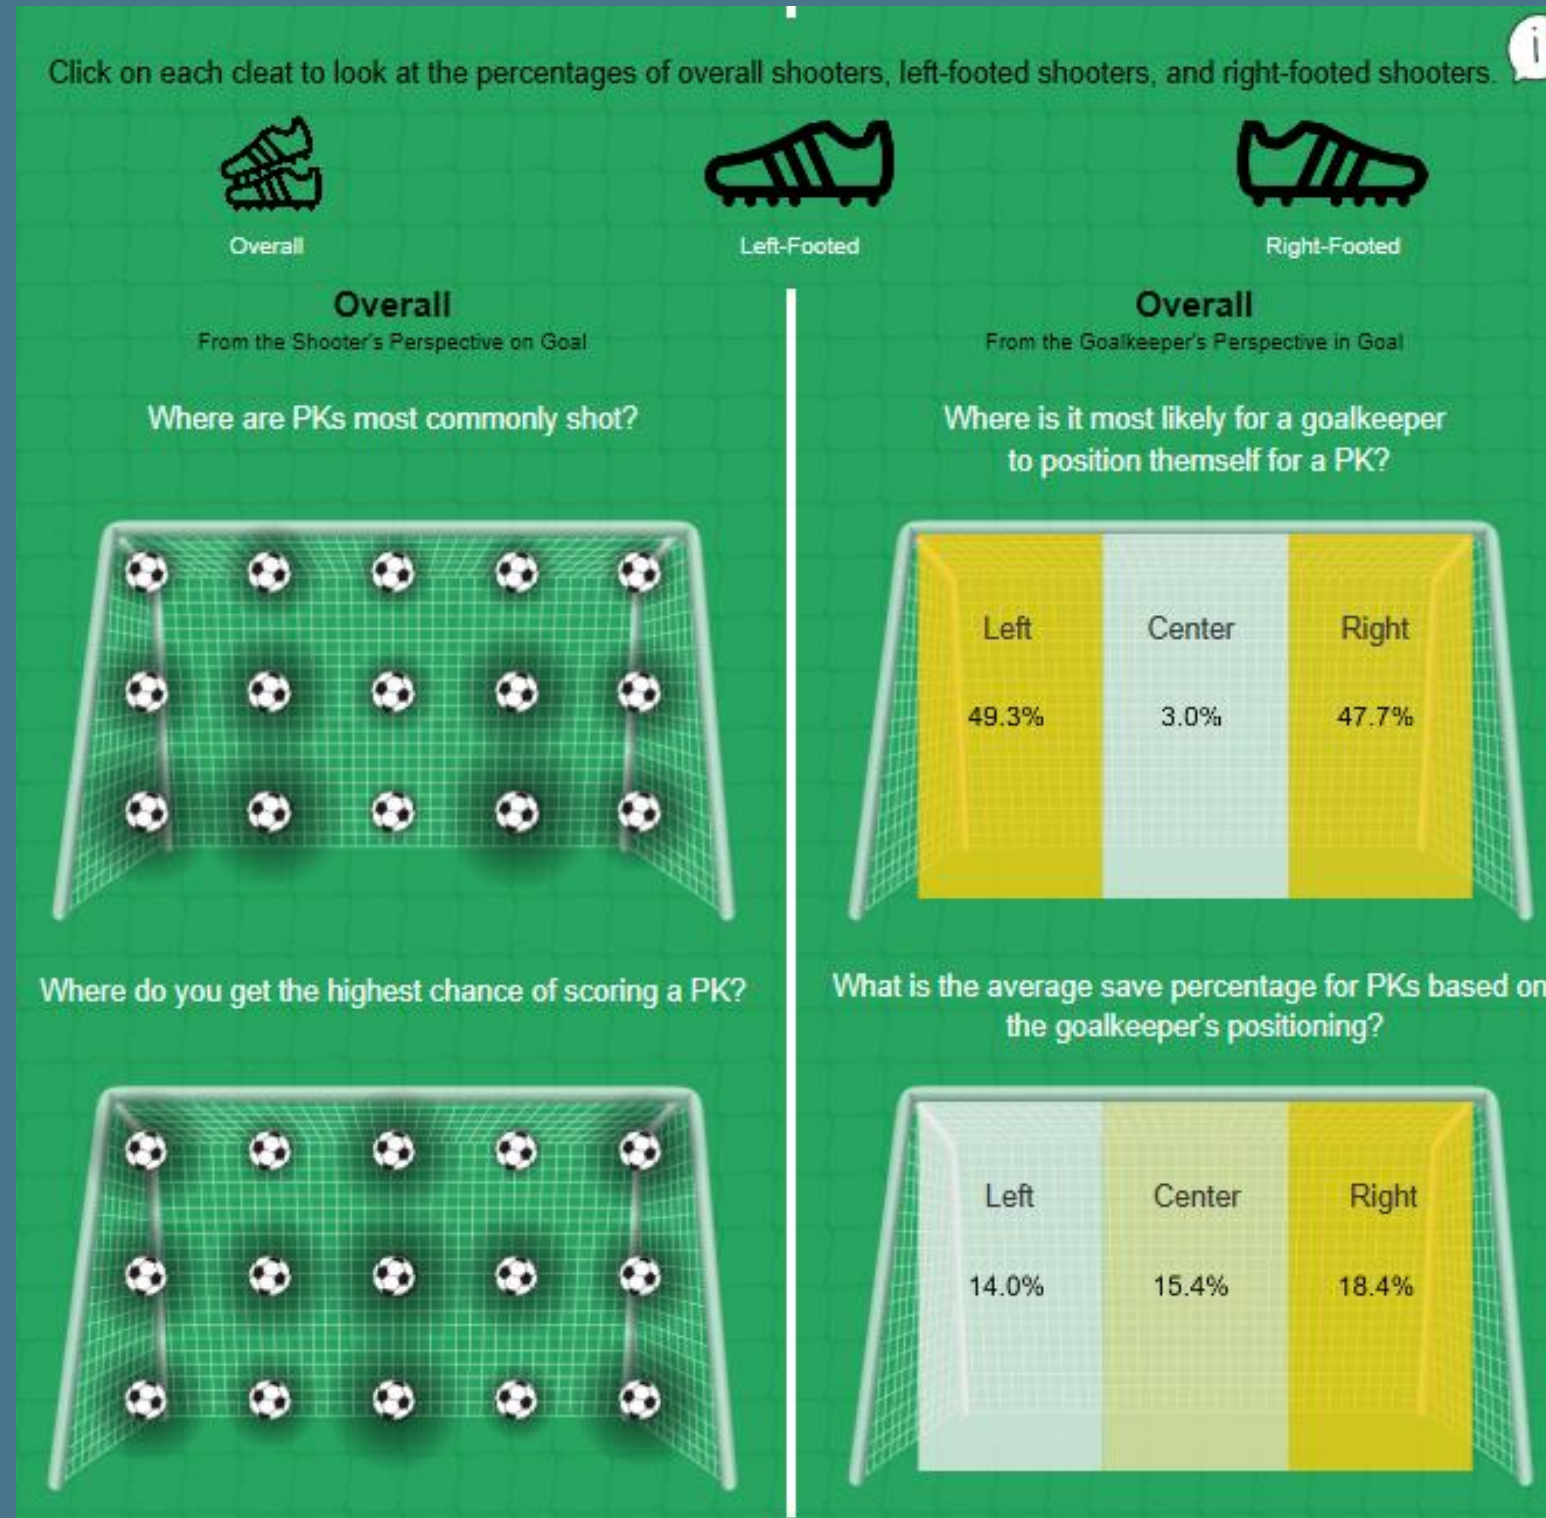 Click on each cleat to look at the percentages of overall shooters, left-footed shooters, and right-footed shooters.
i
Overall
Left-Footed
Right-Footed
Overall
From the Shooter's Perspective on Goal
Where are PKs most commonly shot?
Overall
From the Goalkeeper's Perspective in Goal
Where is it most likely for a goalkeeper
to position themself for a PK?
Left
Center
Right
49.3%
3.0%
47.7%
Where do you get the highest chance of scoring a PK?
What is the average save percentage for PKs based on
the goalkeeper's positioning?
Left
Center
Right
14.0%
15.4%
18.4%